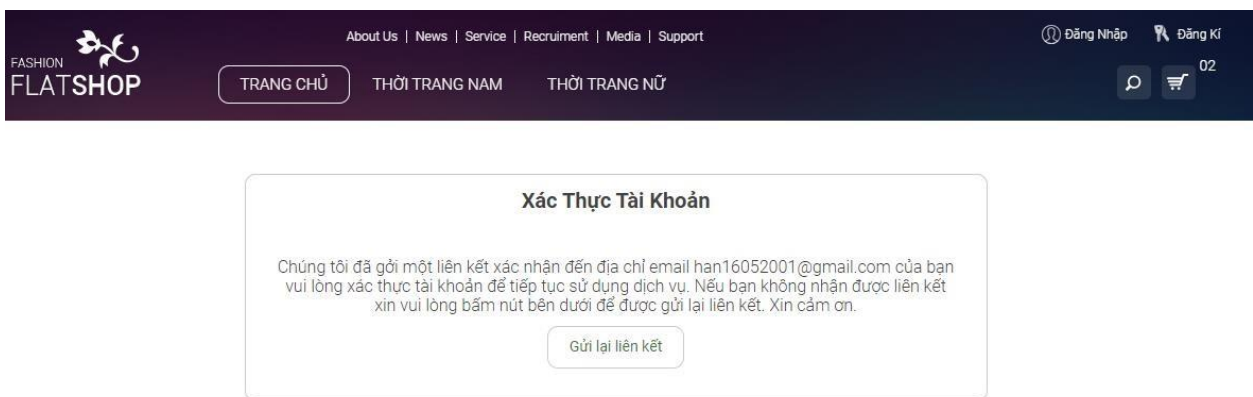 About Us | News | Service | Recruiment | Media | Support
Đăng Nhập
Đăng Kí
FASHION
FLATSHOP
TRANG CHỦ
THỜI TRANG NAM
THỜI TRANG NỮ
02
Xác Thực Tài Khoản
Chúng tôi đã gởi một liên kết xác nhận đến địa chỉ email han16052001@gmail.com của bạn
vui lòng xác thực tài khoản để tiếp tục sử dụng dịch vụ. Nếu bạn không nhận được liên kết
xin vui lòng bấm nút bên dưới để được gửi lại liên kết. Xin cảm ơn.
Gửi lại liên kết